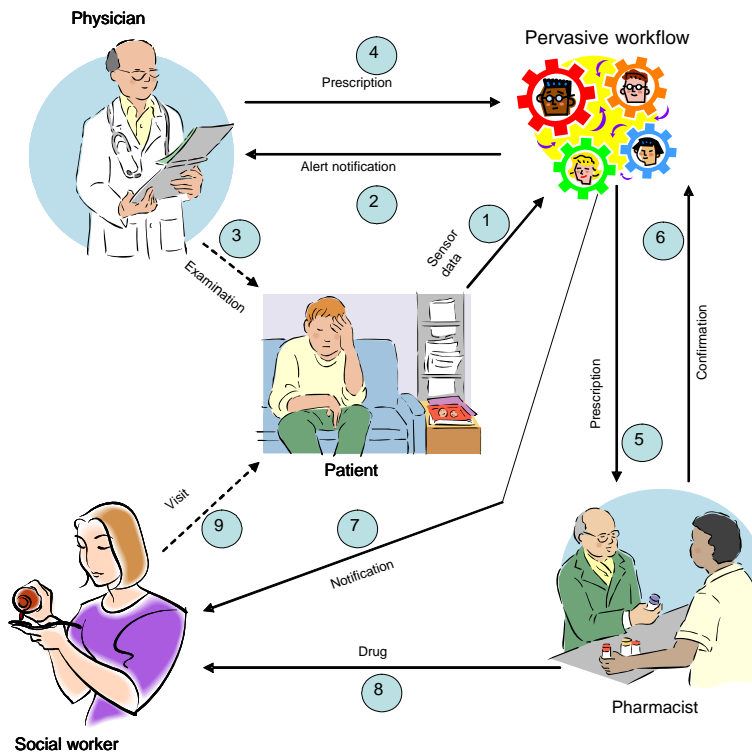 Physician
Pervasive workflow
4
Prescription
Alert notification
2
1
3
6
Sensor
data
Examination
Confirmation
Prescription
5
Patient
Visit
9
7
Notification
Drug
8
Pharmacist
Social worker